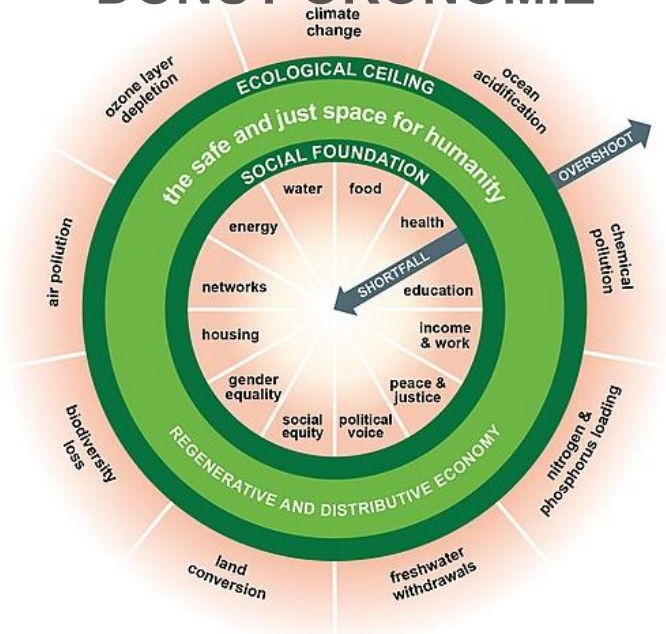 DONUT ÖKONOMIE
climate
change
ocean
acidification
chemical
pollution
nitrogen &
phosphorus loading
freshwater
withdrawals
land
conversion
biodiversity
loss
air pollution
ozone layer
depletion
ECOLOGICAL CEILING
the safe and just space for humanity
SOCIAL FOUNDATION
OVERSHOOT
SHORTFALL
water
food
health
education
income
& work
peace &
justice
political
voice
social
equity
gender
equality
housing
networks
energy
REGENERATIVE AND DISTRIBUTIVE ECONOMY